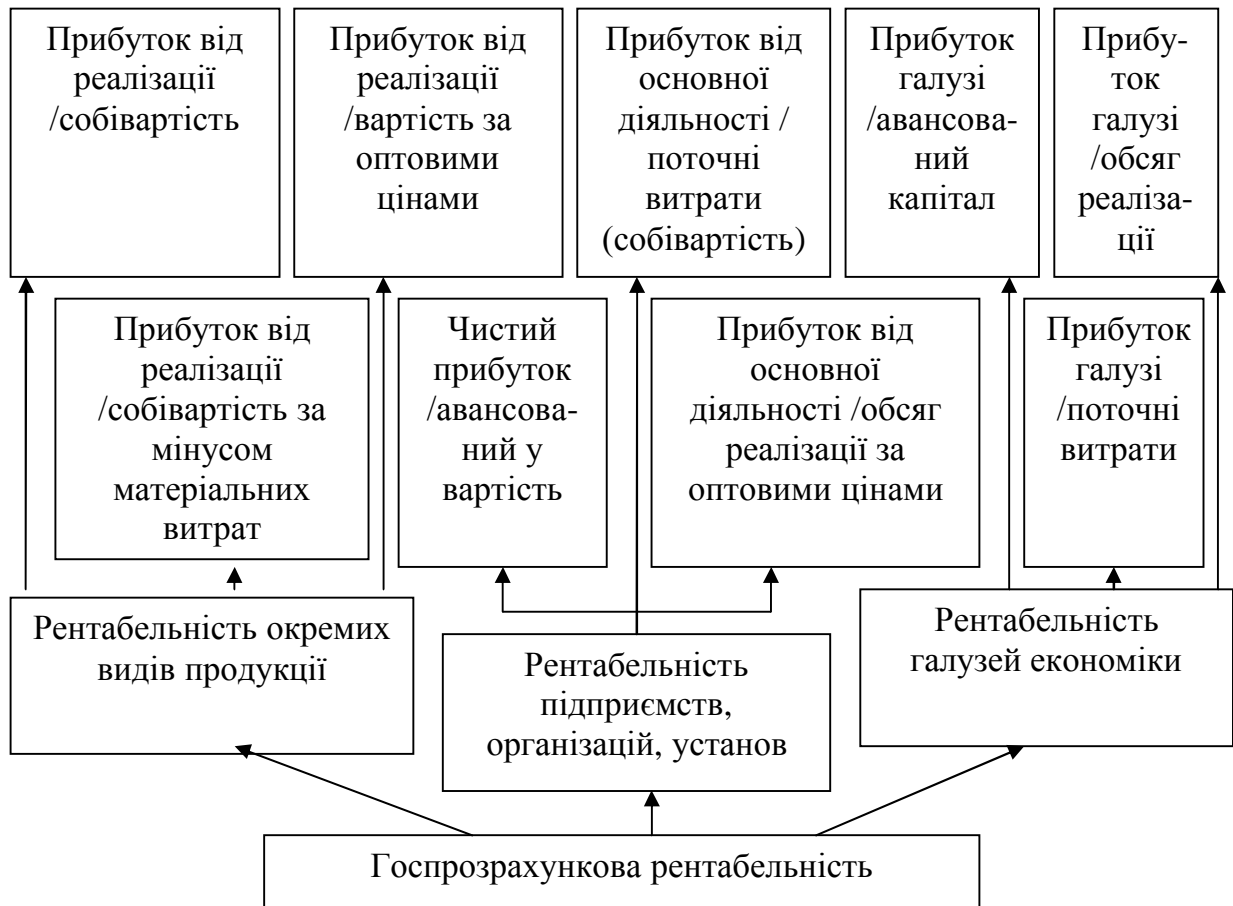 Прибуток від
реалізації
/собівартість
Прибуток від
реалізації
/вартість за
оптовими
цінами
Прибуток від
основної
діяльності /
поточні
витрати
(собівартість)
Прибуток
галузі
/авансова-
ний
капітал
Прибу-
ток
галузі
/обсяг
реаліза-
ції
Прибуток від
реалізації
/собівартість за
мінусом
матеріальних
витрат
Чистий
прибуток
/авансова-
ний у
вартість
Прибуток від
основної
діяльності /обсяг
реалізації за
оптовими цінами
Прибуток
галузі
/поточні
витрати
Рентабельність окремих
видів продукції
Рентабельність
підприємств,
організацій, установ
Рентабельність
галузей економіки
Госпрозрахункова рентабельність